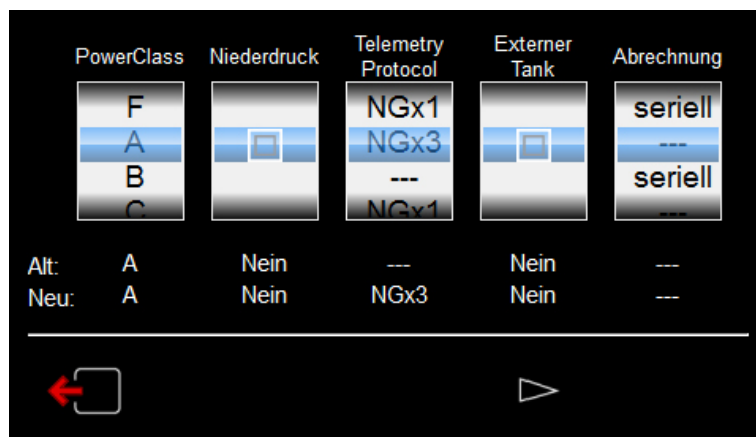 PowerClass Niederdruck Telemetry Protocol Externer Tank Abrechnung
F NGx1 seriell
A NGx3 ---
B --- seriell
C NGx1 ---
Alt: A Nein --- Nein ---
Neu: A Nein NGx3 Nein ---